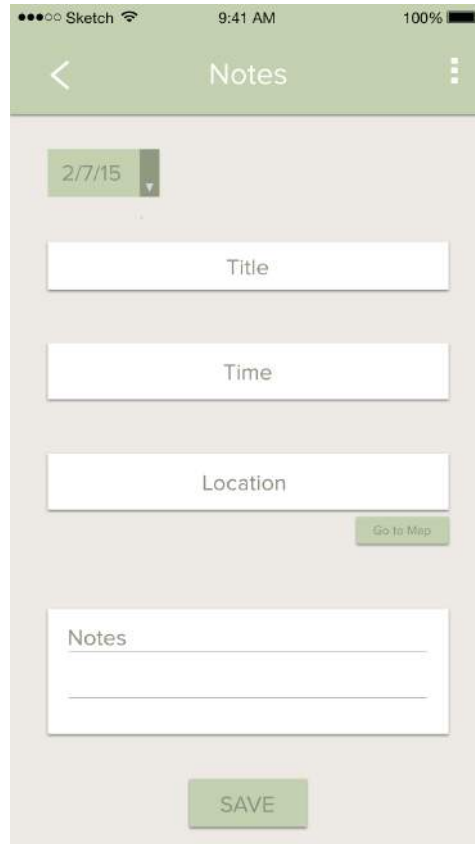 Sketch 9:41 AM 100%
Notes
2/7/15
Title
Time
Location
Go to Map
Notes
SAVE